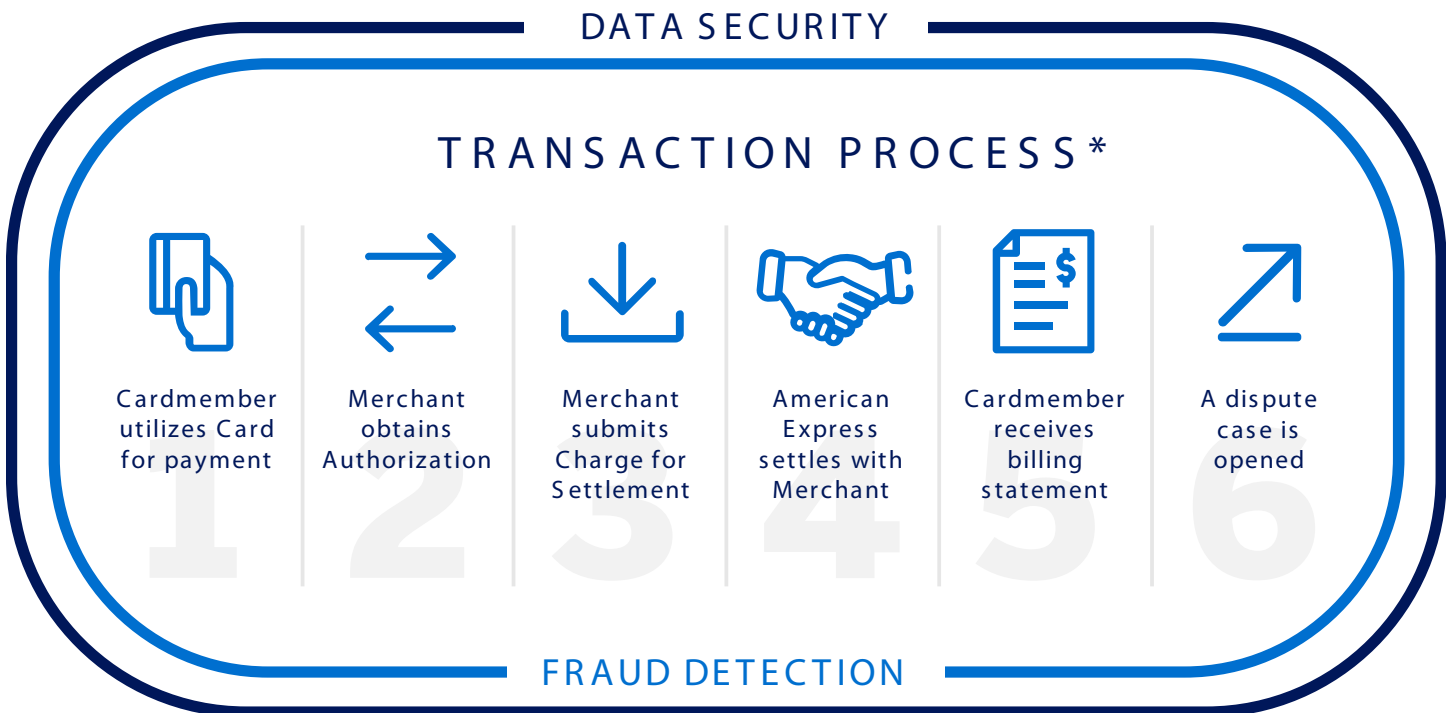 DATA SECURITY
TRANSACTION PROCESS*
$
Cardmember
utilizes Card
for payment
1
Merchant
obtains
Authorization
2
Merchant
submits
Charge for
Settlement
3
American
Express
settles with
Merchant
4
Cardmember
receives
billing
statement
5
A dispute
case is
opened
6
FRAUD DETECTION